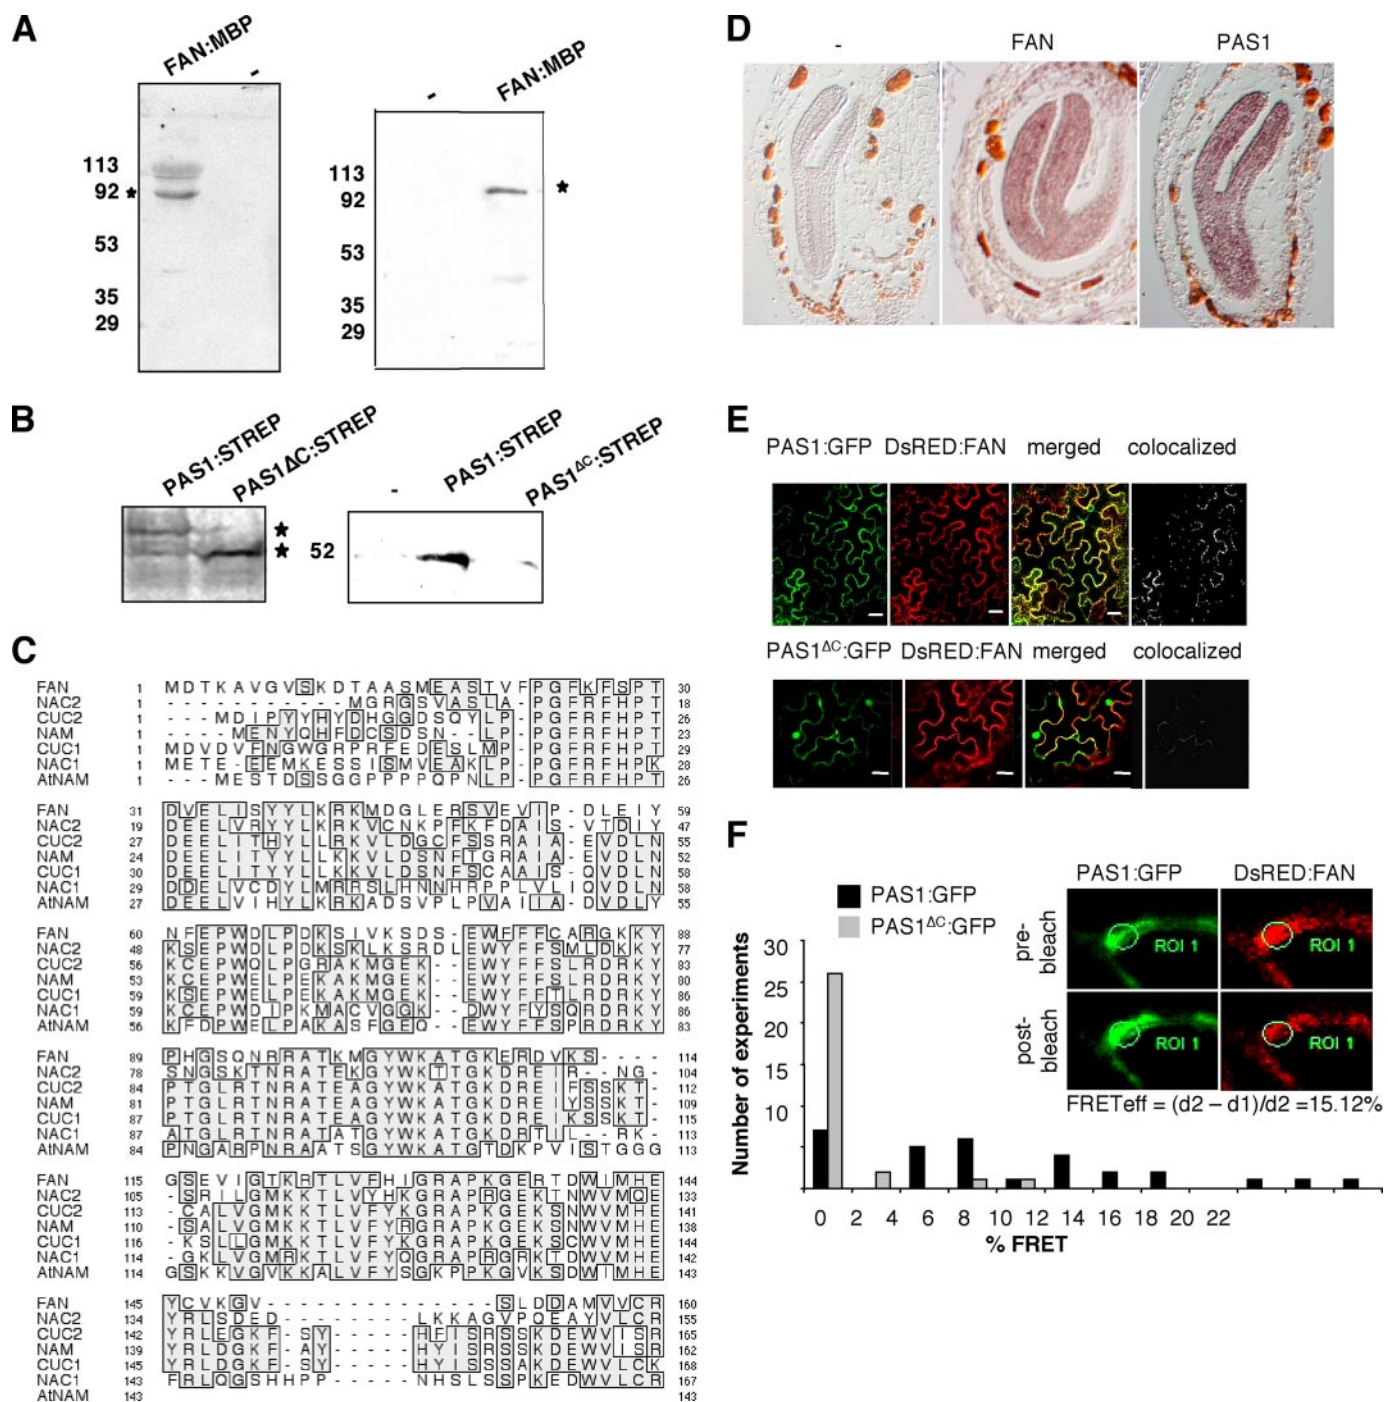 A
FAN:MBP
-
113
92
53
35
29
-
FAN:MBP
113
92
53
35
29
B
PAS1:STREP
PAS1ΔC:STREP
52
-
PAS1:STREP
PAS1ΔC:STREP
C
FAN 1 MDTKAVGVSKDTAASMEASTVFPGFKFSPT 30
NAC2 1 - - - - - - - - - - - MGRGSVASLA-PGFRFHPT 18
CUC2 1 - - - MDIPYYHYDHGGDSQYLP-PGFRFHPT 26
NAM 1 - - - - - - MENYQHFDCSDSNL-PPGFRFHPT 23
CUC1 1 MDVDVFNGWGRPRFEDESLMP-PGFRFHPT 29
NAC1 1 METE-EEMKESSISMVEAKLP-PGFRFHPK 28
AtNAM 1 - - - MESTDSSGGPPPPQPNLP-PGFRFHPT 26
FAN 31 DVELISYYLKRKMDGLERSVEVIP-DLEIY 59
NAC2 19 DEELVRYYLKRKVCNKPFKFDAIS-VTDIY 47
CUC2 27 DEELITHYLLRKVLDGCFSSRAIA-EVDLN 55
NAM 24 DEELITYYLLKKVLDSNFTGRAIA-EVDLN 52
CUC1 30 DEELITYYLLKKVLDSNFSCAAIS-QVDLN 58
NAC1 29 DDELVCDYLMRRSLHNNHRPPLVLIQVDLN 58
AtNAM 27 DEELVIHYLKRKADSVPLPVAIIA-DVDLY 55
FAN 60 NFEPWDLPDKSIVKSDS-EWFFFCARGKKY 88
NAC2 48 KSEPWDLPDKSKLKSRDLEWYFFSMLDKKY 77
CUC2 56 KCEPWQLPGRAKMGEK--EWYFFSLRDRKY 83
NAM 53 KCEPWELPEKAKMGEK--EWYFFSLRDRKY 80
CUC1 59 KSEPWELPEKAKMGEK--EWYFFTLRDRKY 86
NAC1 59 KCEPWDIPKMACVGGK--DWYFYSQRDRKY 86
AtNAM 56 KFDPWELPAKASFGEQ--EWYFFSPRDRKY 83
FAN 89 PHGSQNRRATKMGYWKATGKERDVKS---- 114
NAC2 78 SNGSKTNRATEKGYWKTTGKDREIR--NG- 104
CUC2 84 PTGLRTNRATEAGYWKATGKDREIFSSKT- 112
NAM 81 PTGLRTNRATEAGYWKATGKDREIYSSKT- 109
CUC1 87 PTGLRTNRATEAGYWKATGKDREIKSSKT- 115
NAC1 87 ATGLRTNRATATGYWKATGKDRTIL--RK- 113
AtNAM 84 PNGARPNRAATSGYWKATGTDKPVISTGGG 113
FAN 115 GSEVIGTKRTLVFHIGRAPKGERTDWIMHE 144
NAC2 105 -SRILGMKKTLVYHKGRAPRGEKTNWVMQE 133
CUC2 113 -CALVGMKKTLVFYKGRAPKGEKSNWVMHE 141
NAM 110 -SALVGMKKTLVFYRGRAPKGEKSNWVMHE 138
CUC1 116 -KSLLGMKKTLVFYKGRAPKGEKSCWVMHE 144
NAC1 114 -GKLVGMRKTLVFYQGRAPRGRKTDWVMHE 142
AtNAM 114 GSKKVGVKKALVFYSGKPPKGVKSDWIMHE 143
FAN 145 YCVKGV--------------SLDDAMVVCR 160
NAC2 134 YRLSDED--------LKKAGVPQEAYVLCR 155
CUC2 142 YRLEGKF-SY-----HFISRSSKDEWVISR 165
NAM 139 YRLDGKF-AY-----HYISRSSKDEWVISR 162
CUC1 145 YRLDGKF-SY-----HYISSSAKDEWVLCK 168
NAC1 143 FRLQGSHHPP-----NHSLSSPKEDWVLCR 167
AtNAM 143 143
D
- FAN PAS1
E
PAS1:GFP DsRED:FAN merged colocalized
PAS1ΔC:GFP DsRED:FAN merged colocalized
F
PAS1:GFP
PAS1ΔC:GFP
Number of experiments
30
25
20
15
10
0 2 4 6 8 10 12 14 16 18 20 22
% FRET
PAS1:GFP DsRED:FAN
pre-bleach
ROI 1 ROI 1
post-bleach
ROI 1 ROI 1
FRETeff = (d2 – d1)/d2 =15.12%